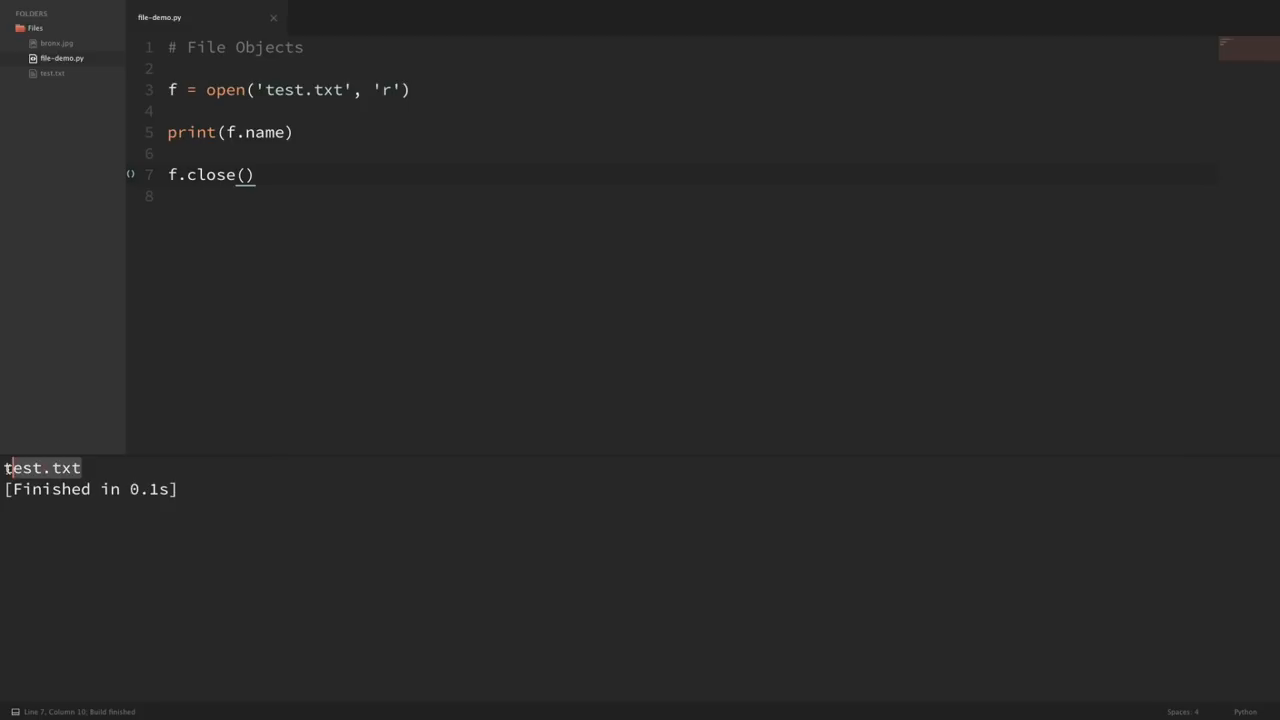 FOLDERS
Files
bronx.jpg
file-demo.py
test.txt
file-demo.py
1 # File Objects
2
3 f = open('test.txt', 'r')
4
5 print(f.name)
6
7 f.close()
8
test.txt
[Finished in 0.1s]
Line 7, Column 10; Build finished
Spaces: 4
Python